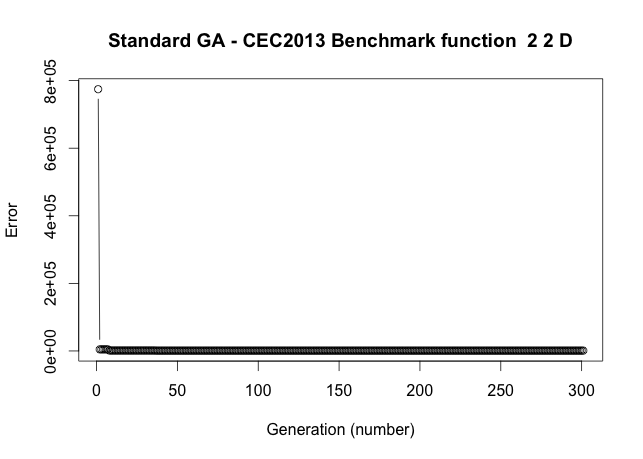 Standard GA - CEC2013 Benchmark function  2 2 D
Error
8e+05
6e+05
4e+05
2e+05
0e+00
0 50 100 150 200 250 300
Generation (number)